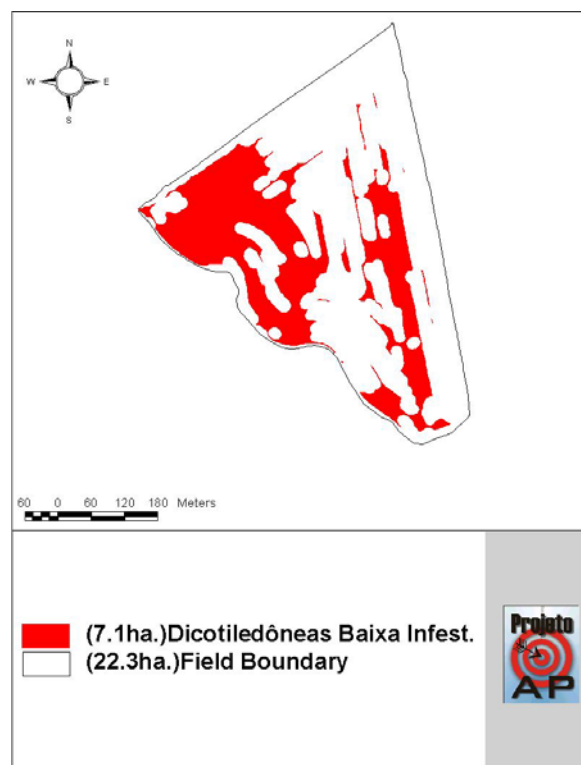 N
W E
S
60 0 60 120 180 Meters
(7.1ha.)Dicotiledôneas Baixa Infest.
(22.3ha.)Field Boundary
Projeto
AP